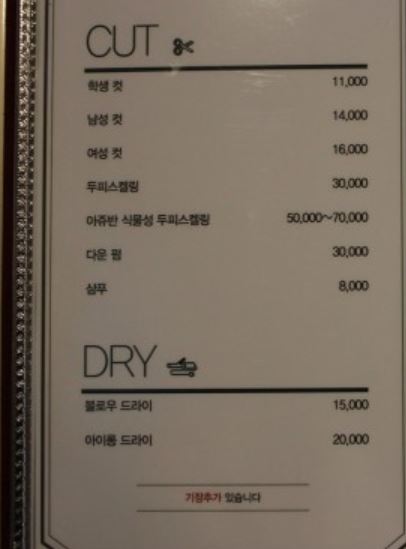 CUT
학생 컷 11,000
남성 컷 14,000
여성 컷 16,000
두피스켈링 30,000
아쥬반 식물성 두피스켈링 50,000~70,000
다운 펌 30,000
샴푸 8,000
DRY
블로우 드라이 15,000
아이롱 드라이 20,000
기장추가 있습니다